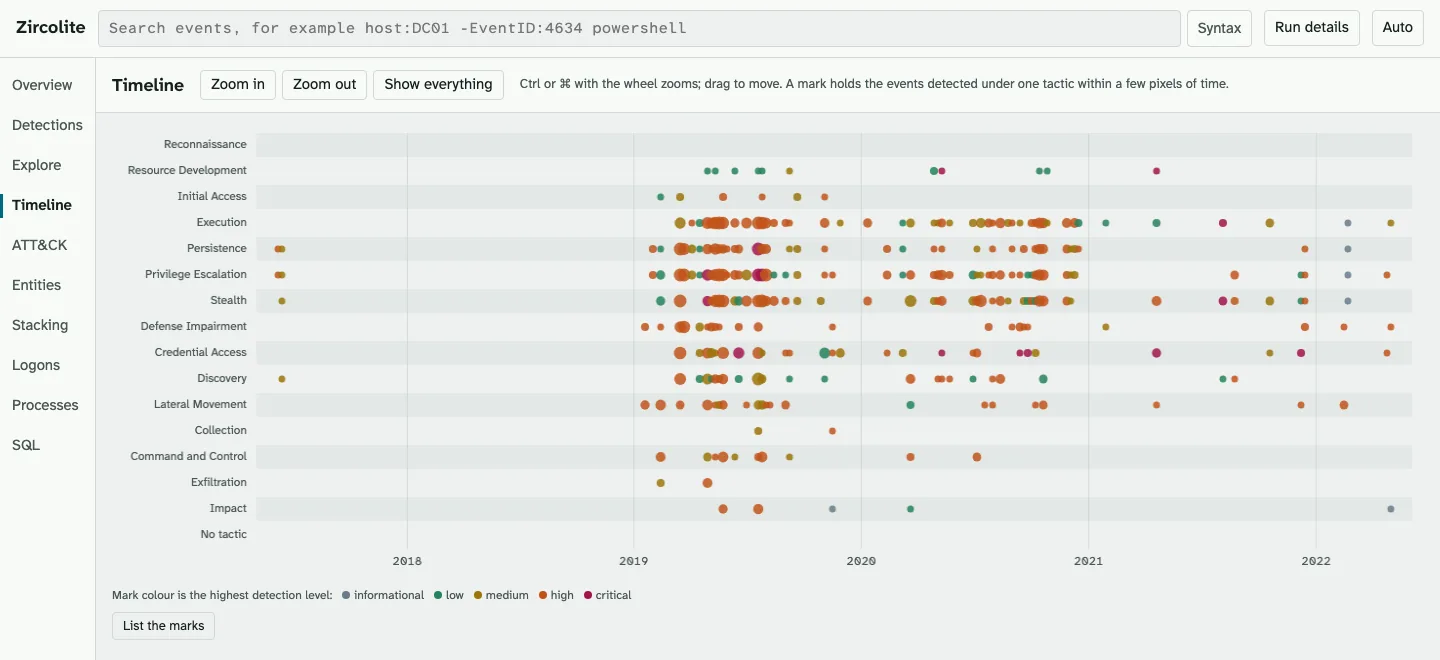 Zircolite
Search events, for example host:DC01 -EventID:4634 powershell
Syntax
Run details
Auto
Overview
Detections
Explore
Timeline
ATT&CK
Entities
Stacking
Logons
Processes
SQL
Timeline
Zoom in
Zoom out
Show everything
Ctrl or ⌘ with the wheel zooms; drag to move. A mark holds the events detected under one tactic within a few pixels of time.
Reconnaissance
Resource Development
Initial Access
Execution
Persistence
Privilege Escalation
Stealth
Defense Impairment
Credential Access
Discovery
Lateral Movement
Collection
Command and Control
Exfiltration
Impact
No tactic
2018 2019 2020 2021 2022
Mark colour is the highest detection level: informational low medium high critical
List the marks